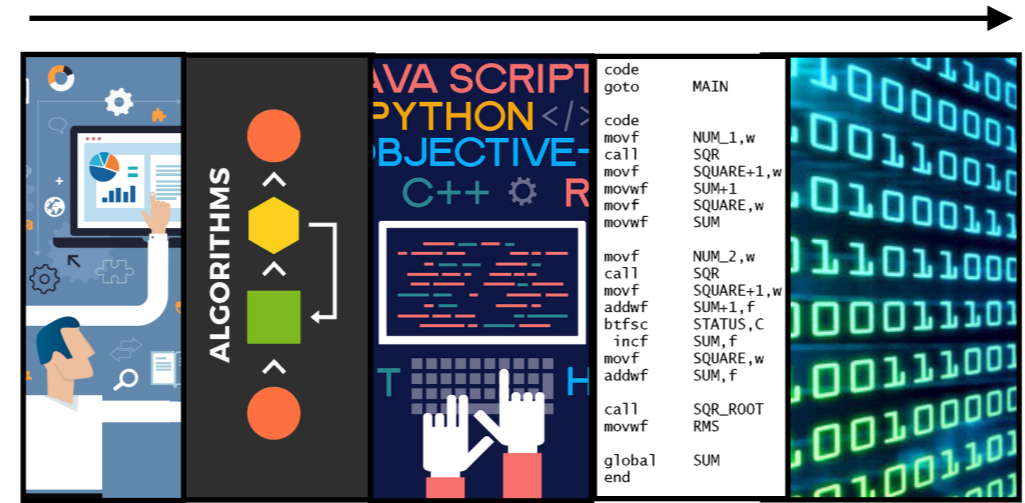 ALGORITHMS
AVA SCRIPT
PYTHON </>
BJECTIVE-
C++ R
T H
code
goto MAIN
code
movf NUM_1,w
call SQR
movf SQUARE+1,w
movwf SUM+1
movf SQUARE,w
movwf SUM
movf NUM_2,w
call SQR
movf SQUARE+1,w
addwf SUM+1,f
btfsc STATUS,C
incf SUM,f
movf SQUARE,w
addwf SUM,f
call SQR_ROOT
movwf RMS
global SUM
end